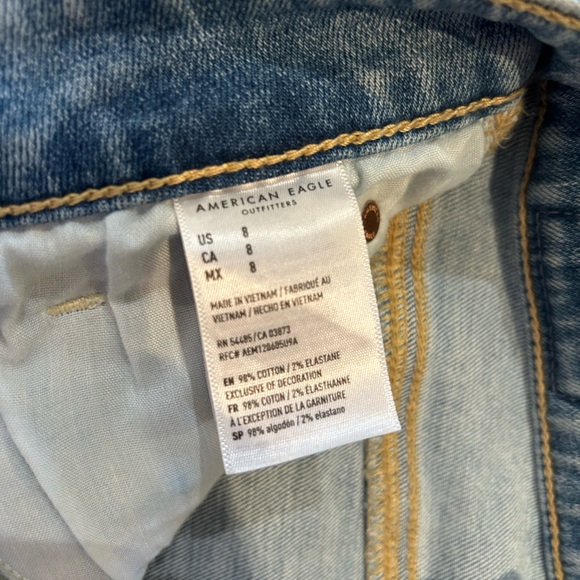 AMERICAN EAGLE
OUTFITTERS
US 8
CA 8
MX 8
MADE IN VIETNAM / FABRIQUÉ AU
VIETNAM / HECHO EN VIETNAM
RN 54485/CA 03873
RFC# AEM120605U9A
EN 98% COTTON / 2% ELASTANE
EXCLUSIVE OF DECORATION
FR 98% COTON / 2% ÉLASTHANNE
À L'EXCEPTION DE LA GARNITURE
SP 98% algodón / 2% elastano